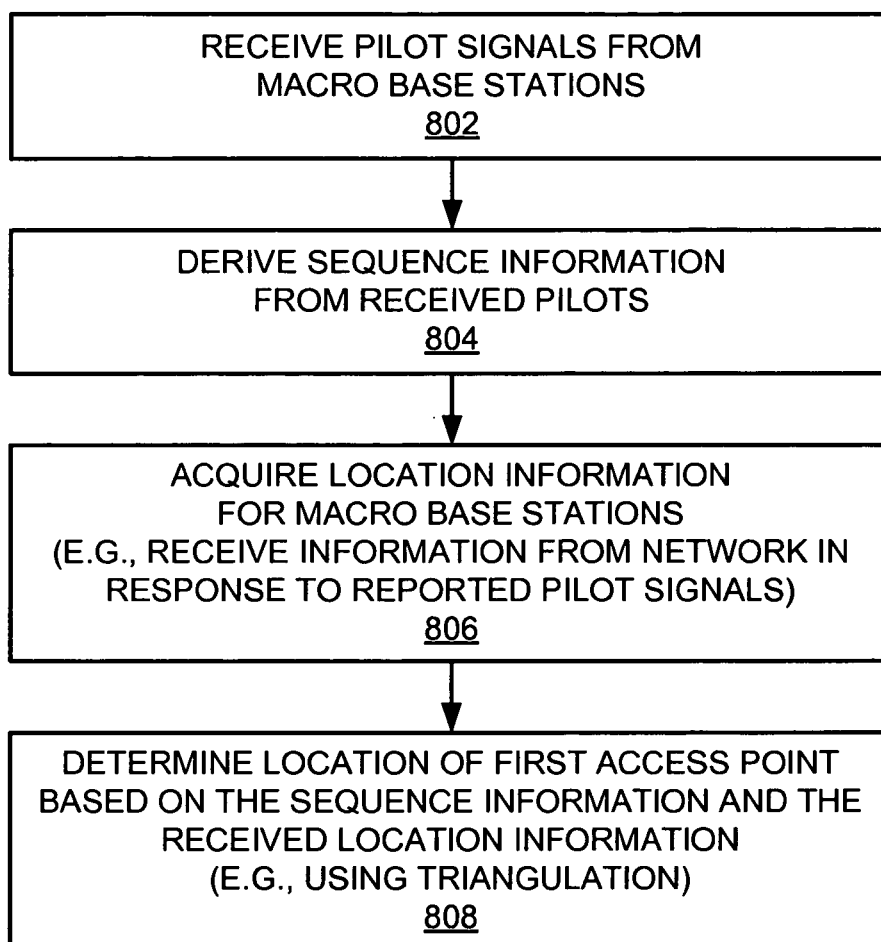 RECEIVE PILOT SIGNALS FROM
MACRO BASE STATIONS
802
DERIVE SEQUENCE INFORMATION
FROM RECEIVED PILOTS
804
ACQUIRE LOCATION INFORMATION
FOR MACRO BASE STATIONS
(E.G., RECEIVE INFORMATION FROM NETWORK IN
RESPONSE TO REPORTED PILOT SIGNALS)
806
DETERMINE LOCATION OF FIRST ACCESS POINT
BASED ON THE SEQUENCE INFORMATION AND THE
RECEIVED LOCATION INFORMATION
(E.G., USING TRIANGULATION)
808